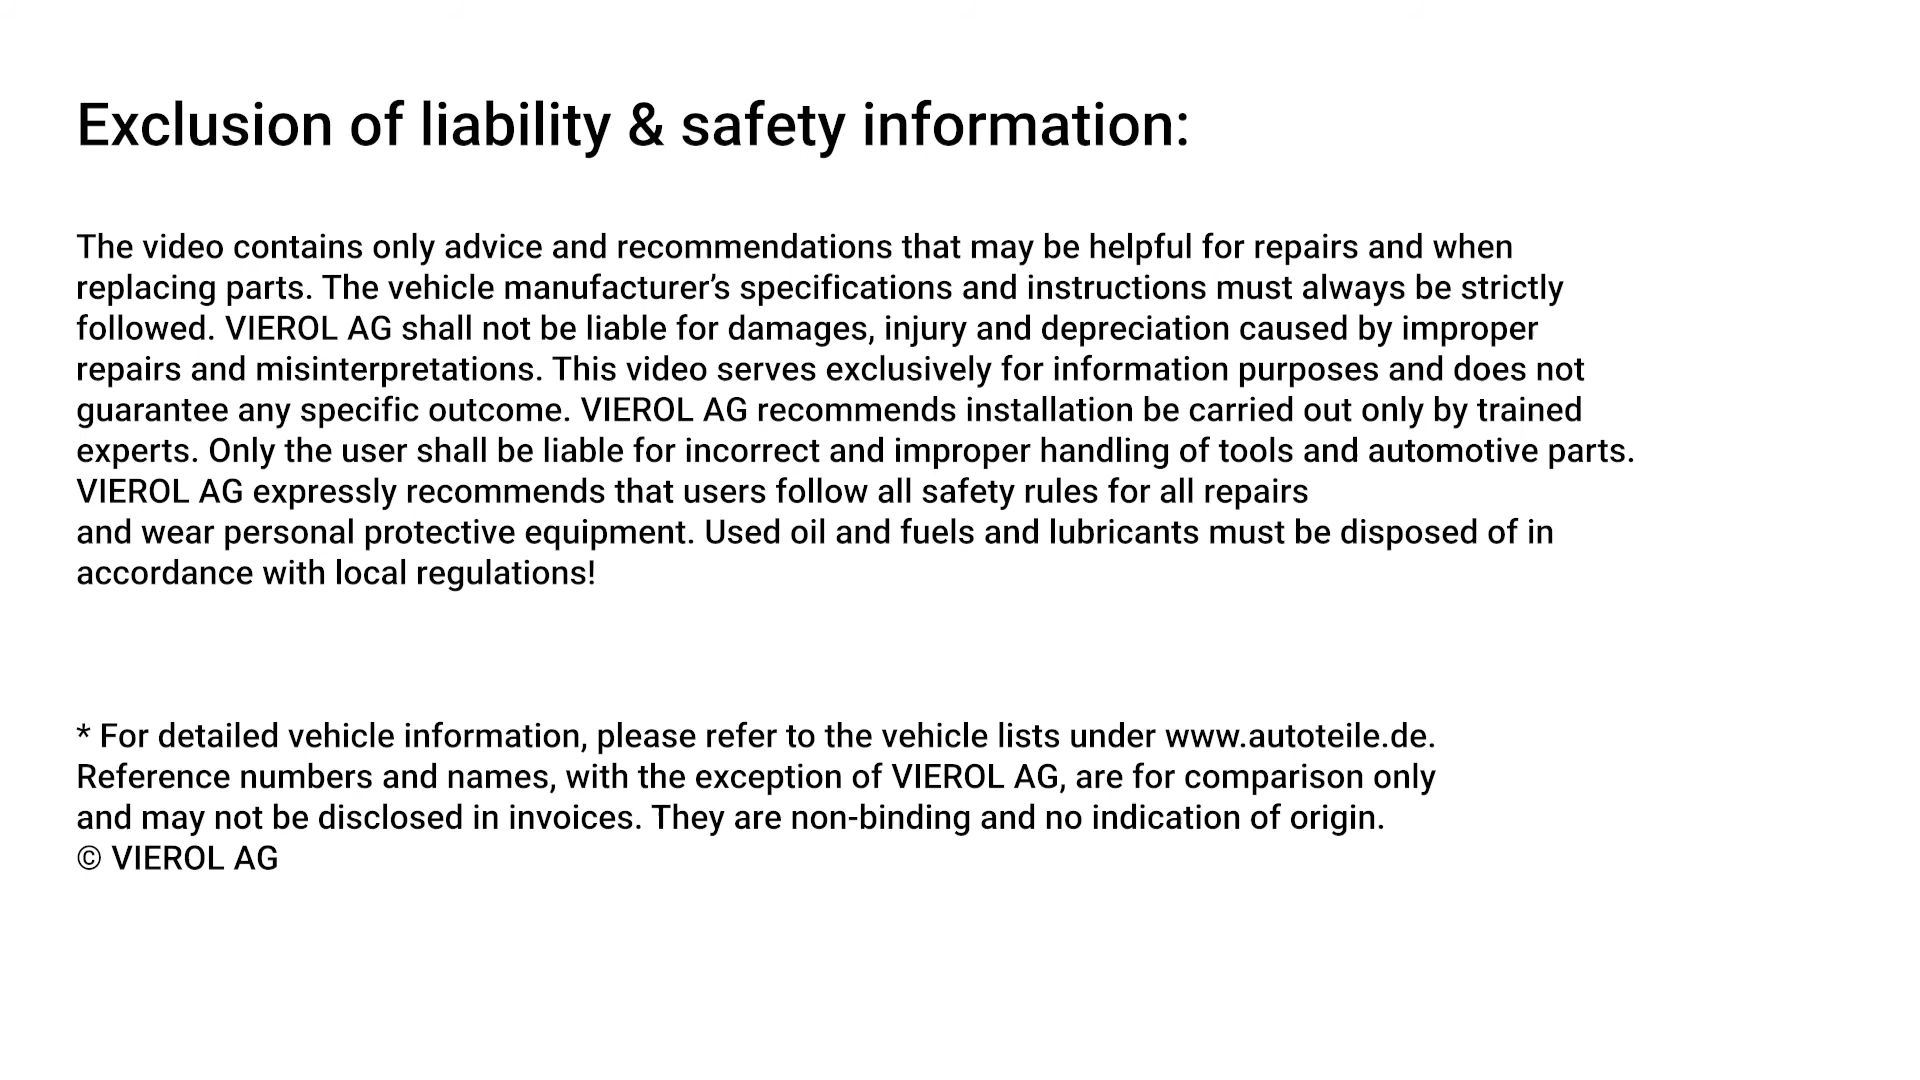 Exclusion of liability & safety information:
The video contains only advice and recommendations that may be helpful for repairs and when
replacing parts. The vehicle manufacturer’s specifications and instructions must always be strictly
followed. VIEROL AG shall not be liable for damages, injury and depreciation caused by improper
repairs and misinterpretations. This video serves exclusively for information purposes and does not
guarantee any specific outcome. VIEROL AG recommends installation be carried out only by trained
experts. Only the user shall be liable for incorrect and improper handling of tools and automotive parts.
VIEROL AG expressly recommends that users follow all safety rules for all repairs
and wear personal protective equipment. Used oil and fuels and lubricants must be disposed of in
accordance with local regulations!
* For detailed vehicle information, please refer to the vehicle lists under www.autoteile.de.
Reference numbers and names, with the exception of VIEROL AG, are for comparison only
and may not be disclosed in invoices. They are non-binding and no indication of origin.
© VIEROL AG